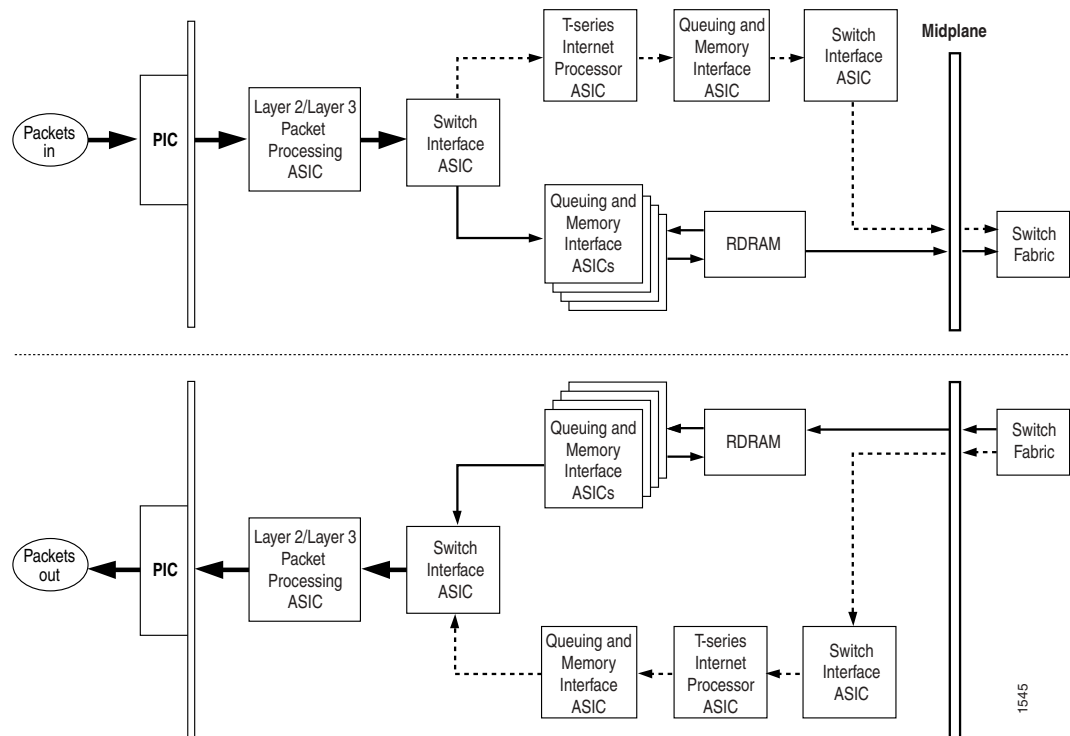 Packets
in
PIC
Layer 2/Layer 3
Packet
Processing
ASIC
Switch
Interface
ASIC
T-series
Internet
Processor
ASIC
Queuing and
Memory
Interface
ASIC
Switch
Interface
ASIC
Midplane
Queuing and
Memory
Interface
ASICs
RDRAM
Switch
Fabric
Queuing and
Memory
Interface
ASICs
RDRAM
Switch
Fabric
Packets
out
PIC
Layer 2/Layer 3
Packet
Processing
ASIC
Switch
Interface
ASIC
Queuing and
Memory
Interface
ASIC
T-series
Internet
Processor
ASIC
Switch
Interface
ASIC
1545